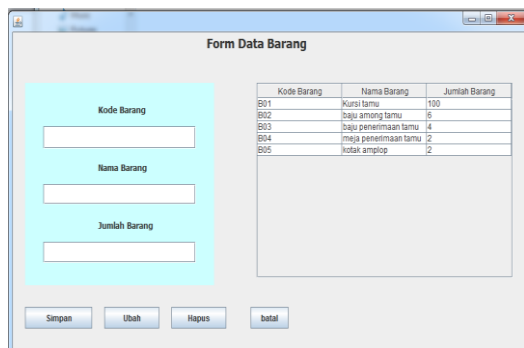 Form Data Barang
Kode Barang
Nama Barang
Jumlah Barang
Kode Barang Nama Barang Jumlah Barang
B01 Kursi tamu 100
B02 baju among tamu 6
B03 baju penerimaan tamu 4
B04 meja penerimaan tamu 2
B05 kotak amplop 2
Simpan Ubah Hapus batal